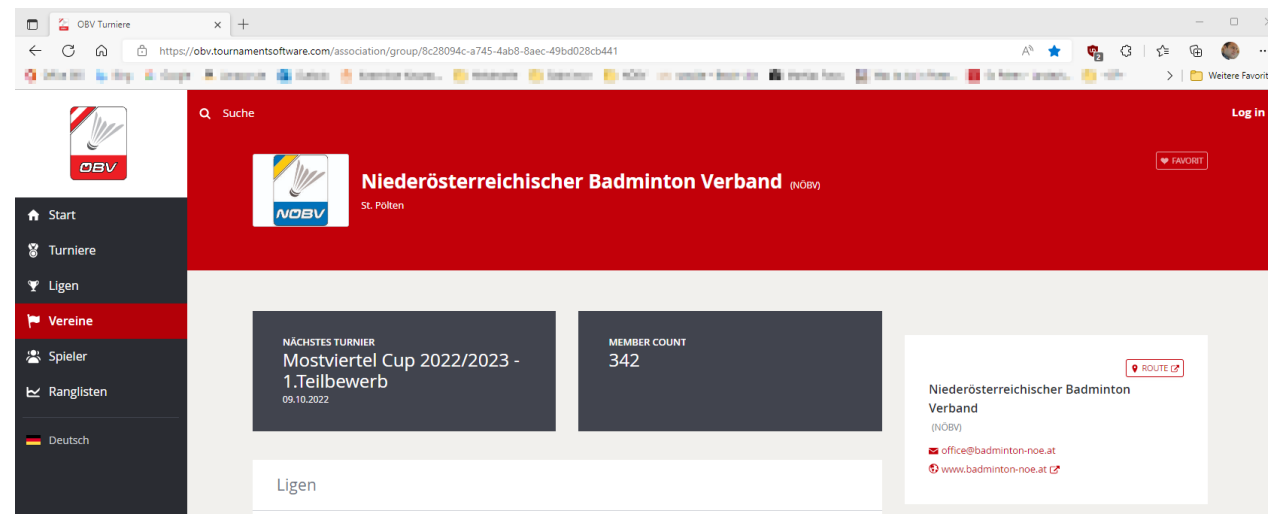 OBV Turniere
https://obv.tournamentsoftware.com/association/group/8c28094c-a745-4ab8-8aec-49bd028cb441
2
Weitere Favorit
ÖBV
Suche
Log in
NÖBV
Niederösterreichischer Badminton Verband (NÖBV)
St. Pölten
FAVORIT
Start
Turniere
Ligen
Vereine
Spieler
Ranglisten
Deutsch
NÄCHSTES TURNIER
Mostviertel Cup 2022/2023 -
1.Teilbewerb
09.10.2022
MEMBER COUNT
342
ROUTE
Niederösterreichischer Badminton
Verband
(NÖBV)
office@badminton-noe.at
www.badminton-noe.at
Ligen